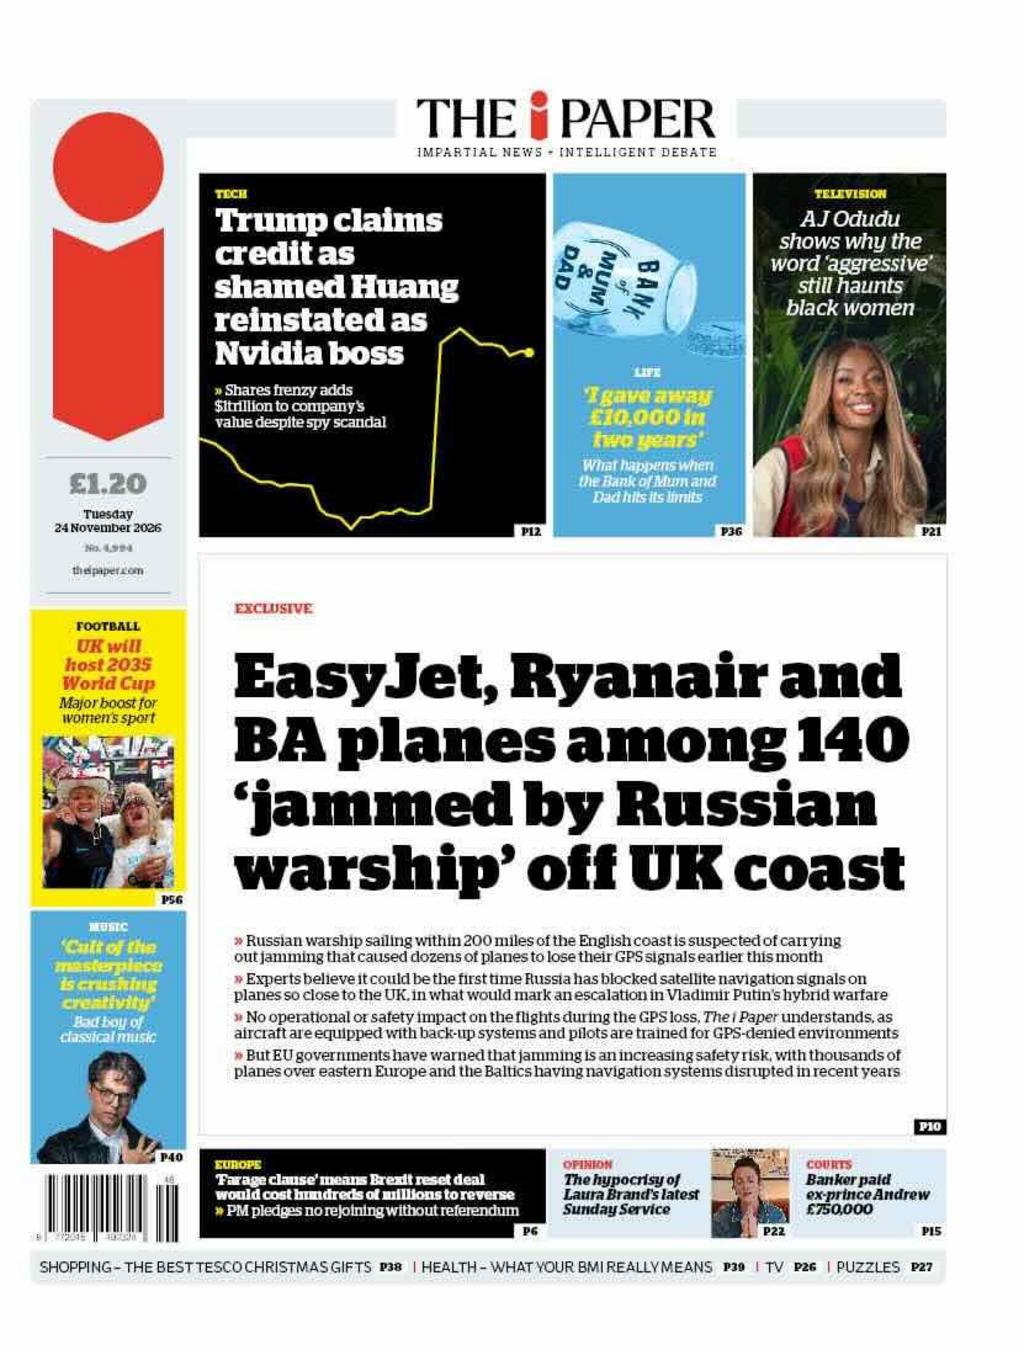 THE i PAPER
IMPARTIAL NEWS + INTELLIGENT DEBATE
£1.20
Tuesday
24 November 2026
No. 4,994
theipaper.com
TECH
Trump claims
credit as
shamed Huang
reinstated as
Nvidia boss
» Shares frenzy adds
$1trillion to company's
value despite spy scandal
P12
BANK
of
MUM
&
DAD
LIFE
'I gave away
£10,000 in
two years'
What happens when
the Bank of Mum and
Dad hits its limits
P36
TELEVISION
AJ Odudu
shows why the
word 'aggressive'
still haunts
black women
P21
FOOTBALL
UK will
host 2035
World Cup
Major boost for
women's sport
P56
MUSIC
'Cult of the
masterpiece
is crushing
creativity'
Bad boy of
classical music
P40
EXCLUSIVE
EasyJet, Ryanair and
BA planes among 140
'jammed by Russian
warship' off UK coast
» Russian warship sailing within 200 miles of the English coast is suspected of carrying
out jamming that caused dozens of planes to lose their GPS signals earlier this month
» Experts believe it could be the first time Russia has blocked satellite navigation signals on
planes so close to the UK, in what would mark an escalation in Vladimir Putin's hybrid warfare
» No operational or safety impact on the flights during the GPS loss, The i Paper understands, as
aircraft are equipped with back-up systems and pilots are trained for GPS-denied environments
» But EU governments have warned that jamming is an increasing safety risk, with thousands of
planes over eastern Europe and the Baltics having navigation systems disrupted in recent years
P10
EUROPE
'Farage clause' means Brexit reset deal
would cost hundreds of millions to reverse
» PM pledges no rejoining without referendum
P6
OPINION
The hypocrisy of
Laura Brand's latest
Sunday Service
P22
COURTS
Banker paid
ex-prince Andrew
£750,000
P15
SHOPPING – THE BEST TESCO CHRISTMAS GIFTS P38 | HEALTH – WHAT YOUR BMI REALLY MEANS P39 | TV P26 | PUZZLES P27